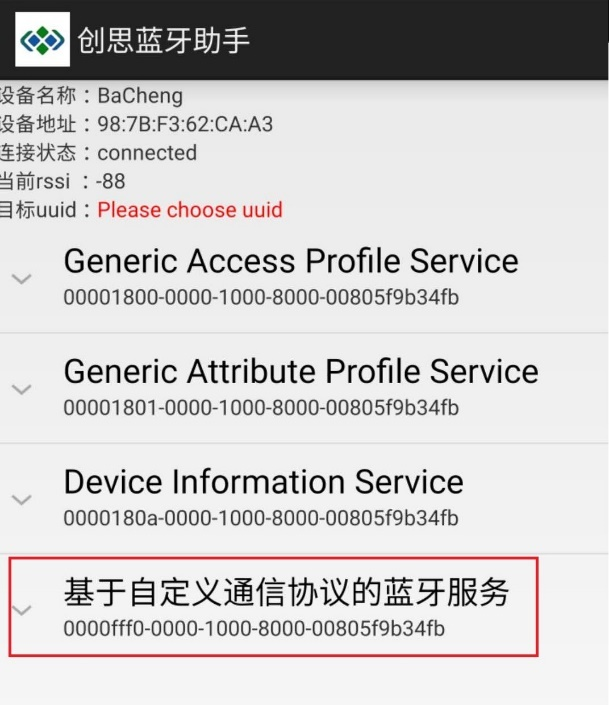 创思蓝牙助手
设备名称：BaCheng
设备地址：98:7B:F3:62:CA:A3
连接状态：connected
当前rssi ：-88
目标uuid：Please choose uuid
Generic Access Profile Service
00001800-0000-1000-8000-00805f9b34fb
Generic Attribute Profile Service
00001801-0000-1000-8000-00805f9b34fb
Device Information Service
0000180a-0000-1000-8000-00805f9b34fb
基于自定义通信协议的蓝牙服务
0000fff0-0000-1000-8000-00805f9b34fb